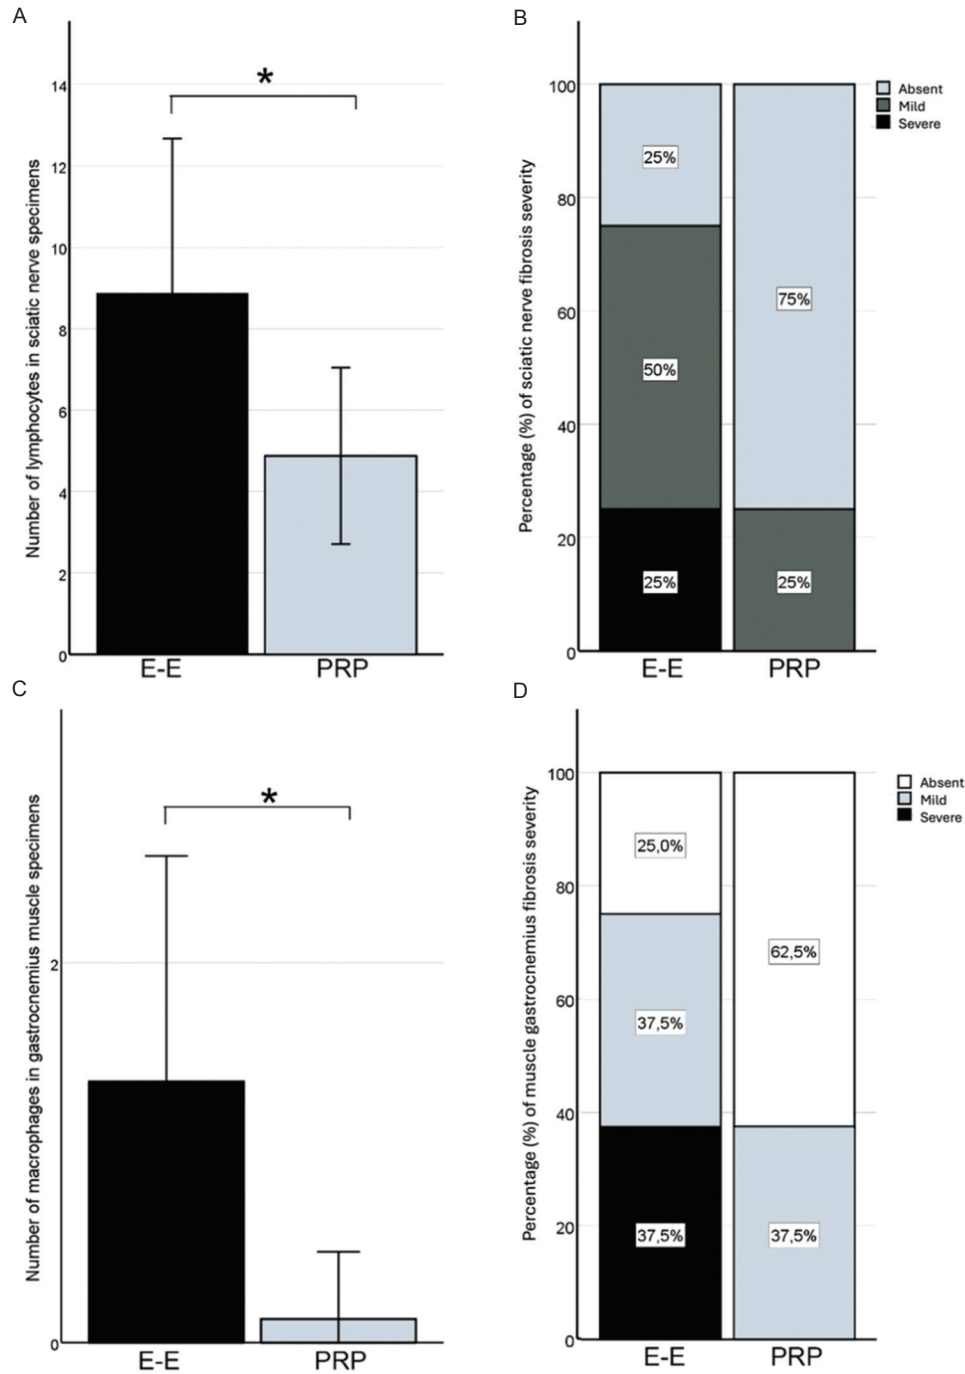 A
Number of lymphocytes in sciatic nerve specimens
14
12
10
8
6
4
2
0
*
E-E
PRP
B
Percentage (%) of sciatic nerve fibrosis severity
100
80
60
40
20
0
25%
50%
25%
75%
25%
E-E
PRP
Absent
Mild
Severe
C
Number of macrophages in gastrocnemius muscle specimens
2
0
*
E-E
PRP
D
Percentage (%) of muscle gastrocnemius fibrosis severity
100
80
60
40
20
0
25,0%
37,5%
37,5%
62,5%
37,5%
E-E
PRP
Absent
Mild
Severe